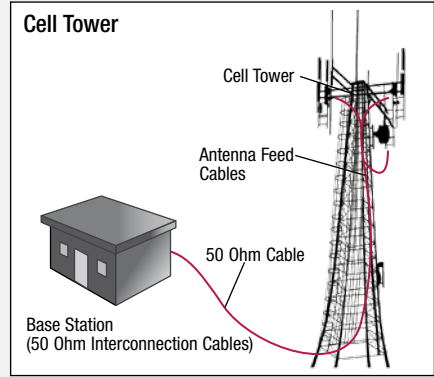 Cell Tower
Cell Tower
Antenna Feed
Cables
50 Ohm Cable
Base Station
(50 Ohm Interconnection Cables)